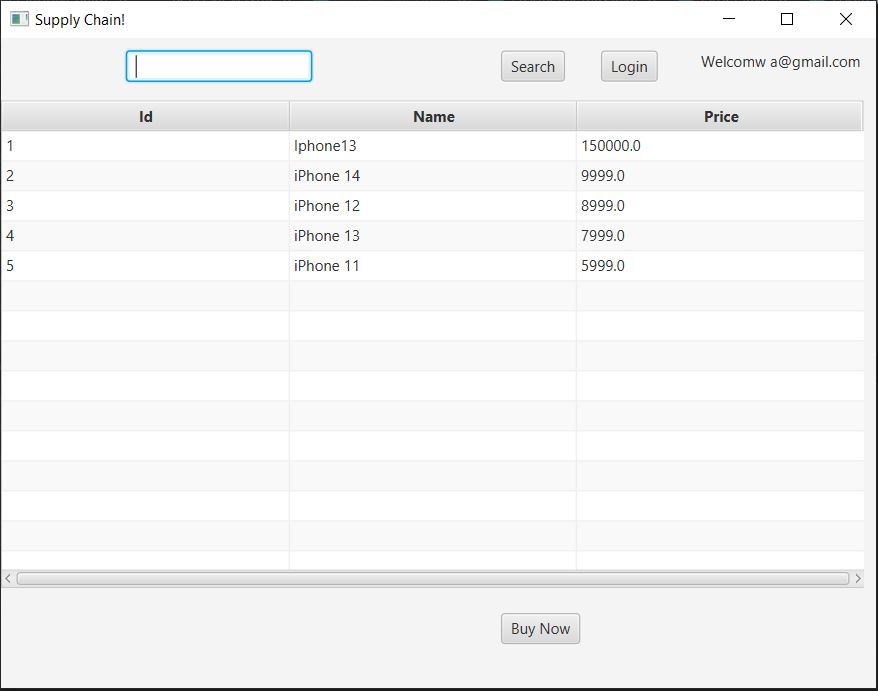 Supply Chain!
Search Login Welcomw a@gmail.com
Id Name Price
1 Iphone13 150000.0
2 iPhone 14 9999.0
3 iPhone 12 8999.0
4 iPhone 13 7999.0
5 iPhone 11 5999.0
Buy Now